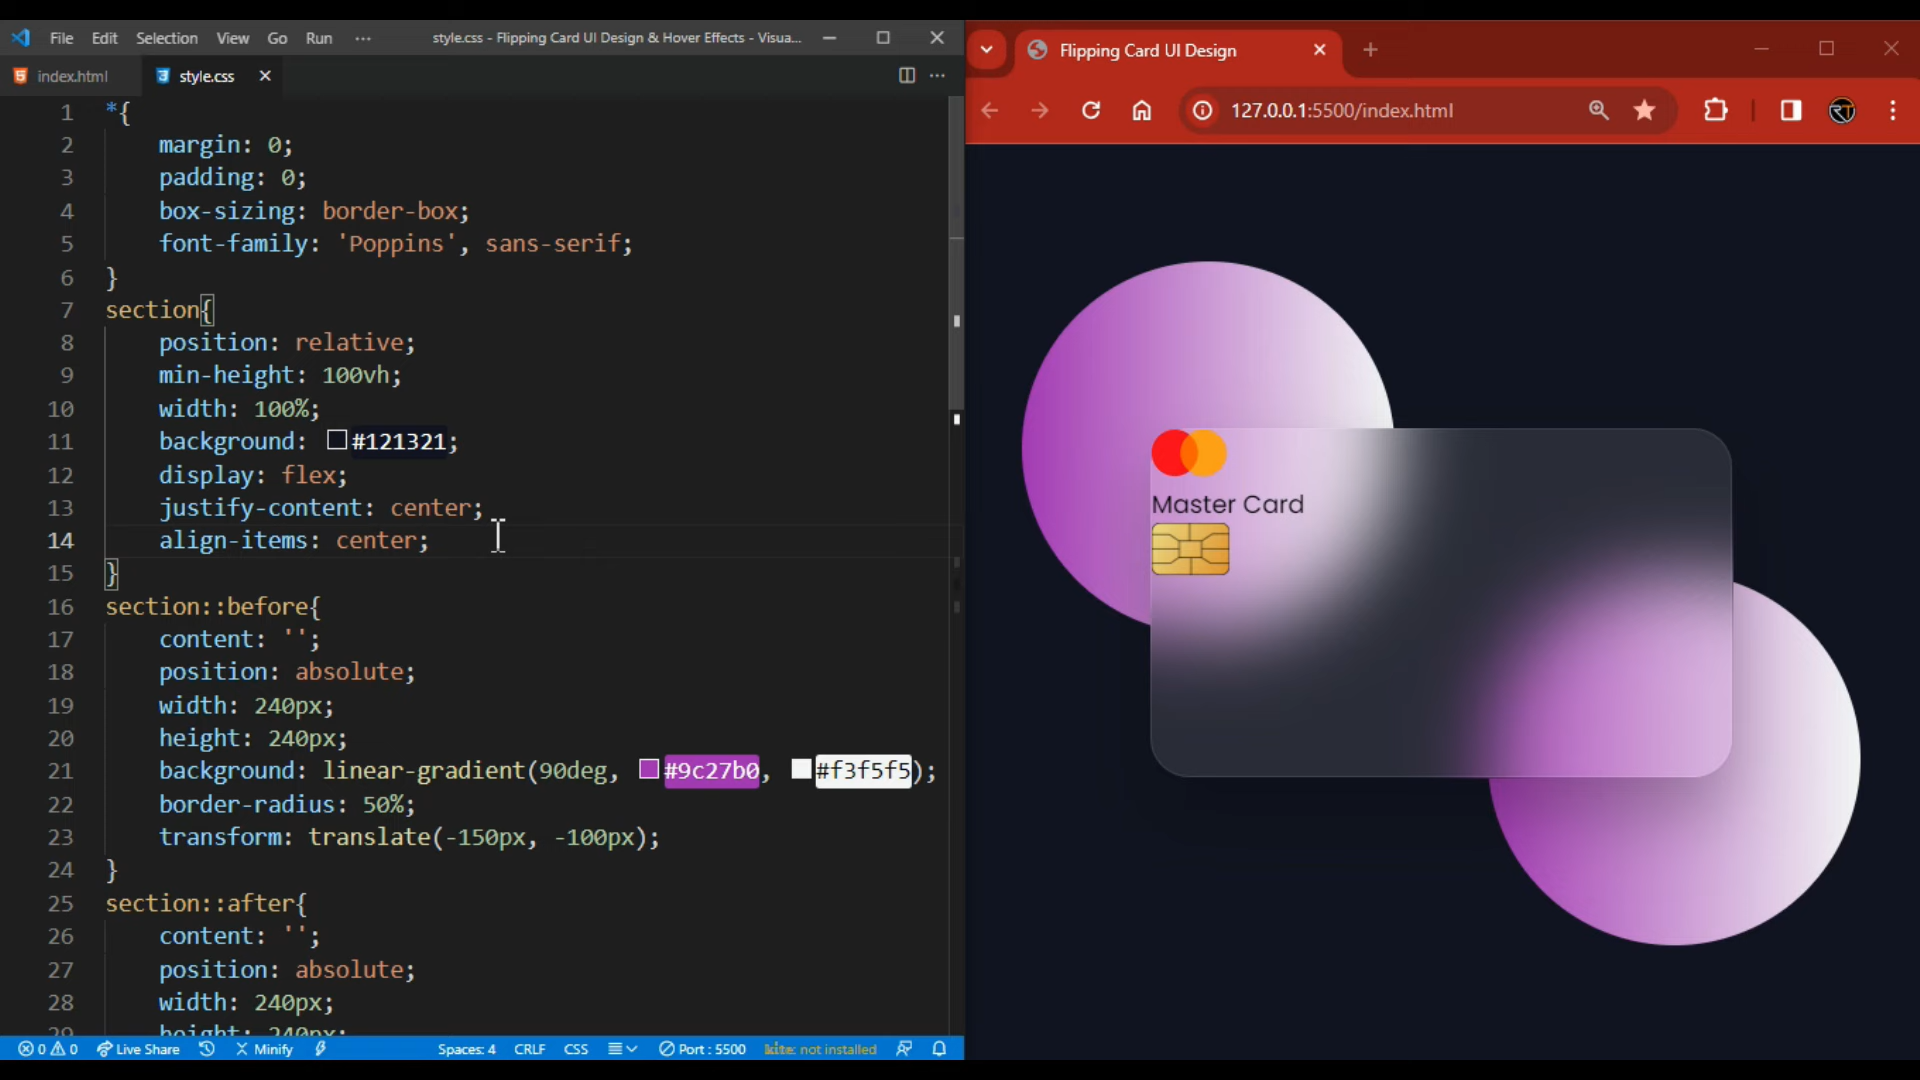 File Edit Selection View Go Run ··· style.css - Flipping Card UI Design & Hover Effects - Visua...
index.html style.css
1 *{
2 margin: 0;
3 padding: 0;
4 box-sizing: border-box;
5 font-family: 'Poppins', sans-serif;
6 }
7 section{
8 position: relative;
9 min-height: 100vh;
10 width: 100%;
11 background: #121321;
12 display: flex;
13 justify-content: center;
14 align-items: center;
15 }
16 section::before{
17 content: '';
18 position: absolute;
19 width: 240px;
20 height: 240px;
21 background: linear-gradient(90deg, #9c27b0, #f3f5f5);
22 border-radius: 50%;
23 transform: translate(-150px, -100px);
24 }
25 section::after{
26 content: '';
27 position: absolute;
28 width: 240px;
29 height: 240px;
0 0 Live Share Minify Spaces: 4 CRLF CSS Port : 5500 kite: not installed
Flipping Card UI Design
127.0.0.1:5500/index.html RT
Master Card